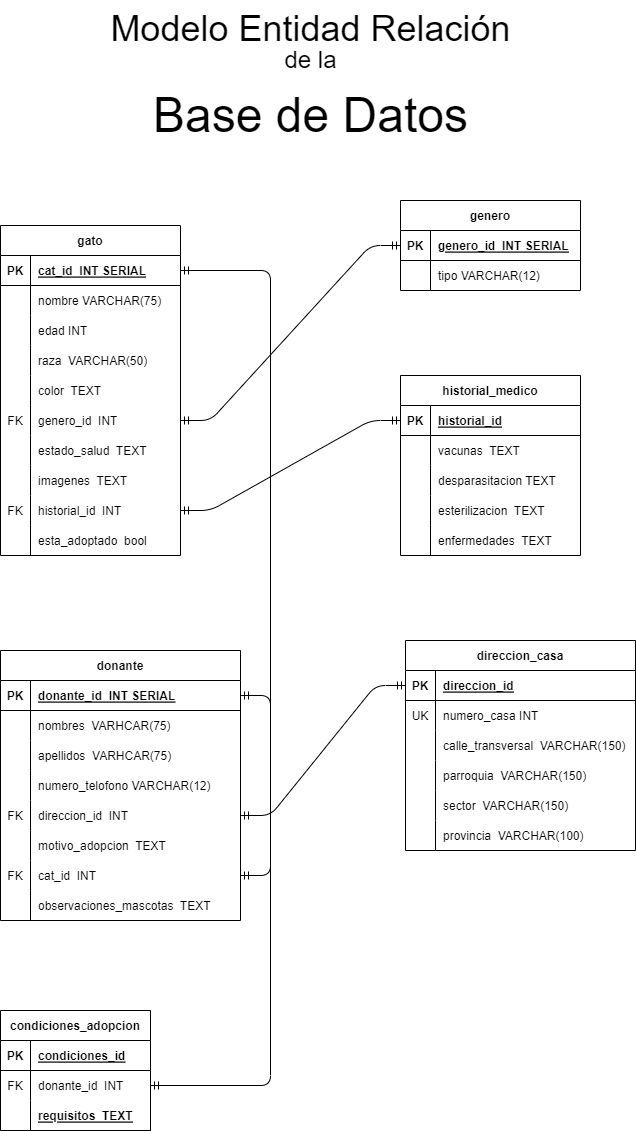 Modelo Entidad Relación
de la
Base de Datos
gato
PK cat_id INT SERIAL
nombre VARCHAR(75)
edad INT
raza VARCHAR(50)
color TEXT
FK genero_id INT
estado_salud TEXT
imagenes TEXT
FK historial_id INT
esta_adoptado bool
genero
PK genero_id INT SERIAL
tipo VARCHAR(12)
historial_medico
PK historial_id
vacunas TEXT
desparasitacion TEXT
esterilizacion TEXT
enfermedades TEXT
donante
PK donante_id INT SERIAL
nombres VARHCAR(75)
apellidos VARHCAR(75)
numero_telofono VARCHAR(12)
FK direccion_id INT
motivo_adopcion TEXT
FK cat_id INT
observaciones_mascotas TEXT
direccion_casa
PK direccion_id
UK numero_casa INT
calle_transversal VARCHAR(150)
parroquia VARCHAR(150)
sector VARCHAR(150)
provincia VARCHAR(100)
condiciones_adopcion
PK condiciones_id
FK donante_id INT
requisitos TEXT